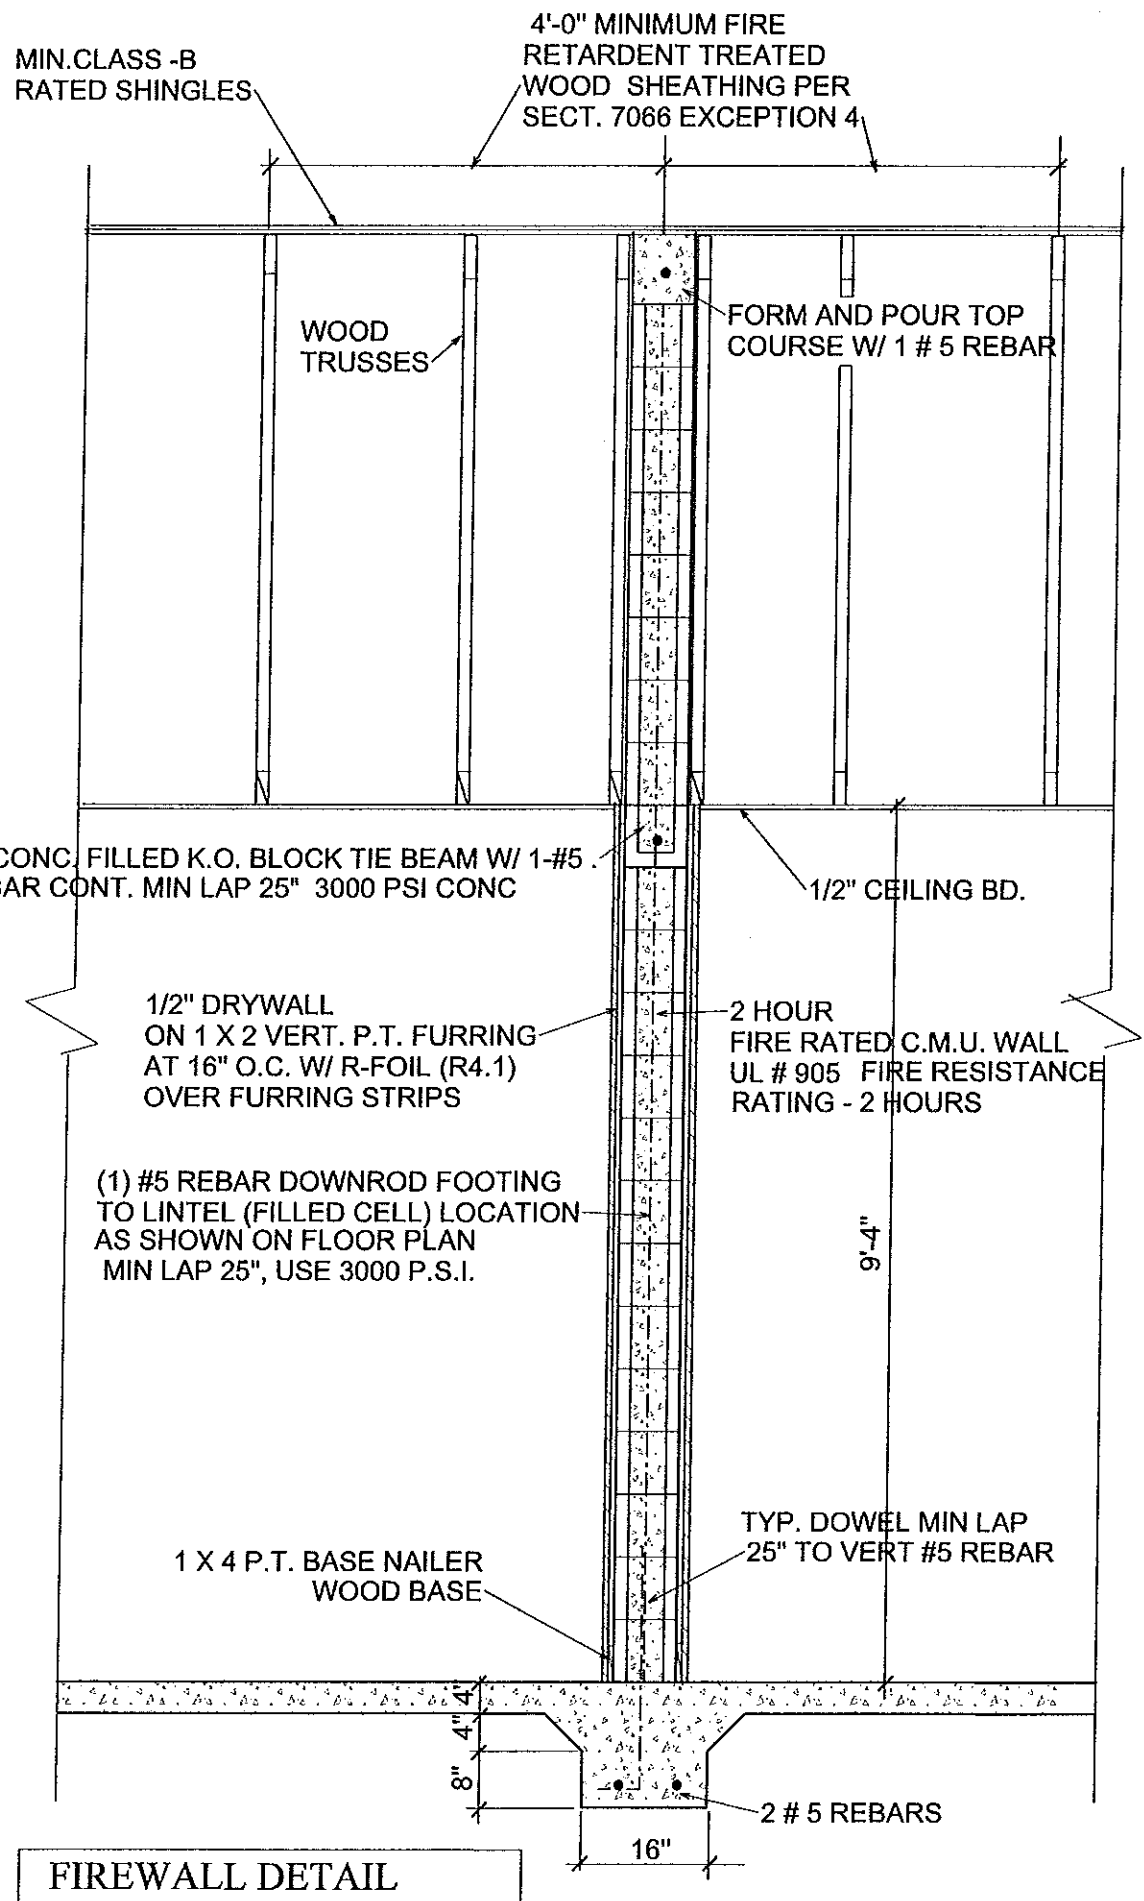 4'-0" MINIMUM FIRE
RETARDENT TREATED
WOOD SHEATHING PER
SECT. 7066 EXCEPTION 4
MIN.CLASS -B
RATED SHINGLES
WOOD
TRUSSES
FORM AND POUR TOP
COURSE W/ 1 # 5 REBAR
CONC. FILLED K.O. BLOCK TIE BEAM W/ 1-#5
BAR CONT. MIN LAP 25" 3000 PSI CONC
1/2" CEILING BD.
1/2" DRYWALL
ON 1 X 2 VERT. P.T. FURRING
AT 16" O.C. W/ R-FOIL (R4.1)
OVER FURRING STRIPS
2 HOUR
FIRE RATED C.M.U. WALL
UL # 905 FIRE RESISTANCE
RATING - 2 HOURS
(1) #5 REBAR DOWNROD FOOTING
TO LINTEL (FILLED CELL) LOCATION
AS SHOWN ON FLOOR PLAN
MIN LAP 25", USE 3000 P.S.I.
9'-4"
TYP. DOWEL MIN LAP
25" TO VERT #5 REBAR
1 X 4 P.T. BASE NAILER
WOOD BASE
4"
4"
8"
2 # 5 REBARS
16"
FIREWALL DETAIL